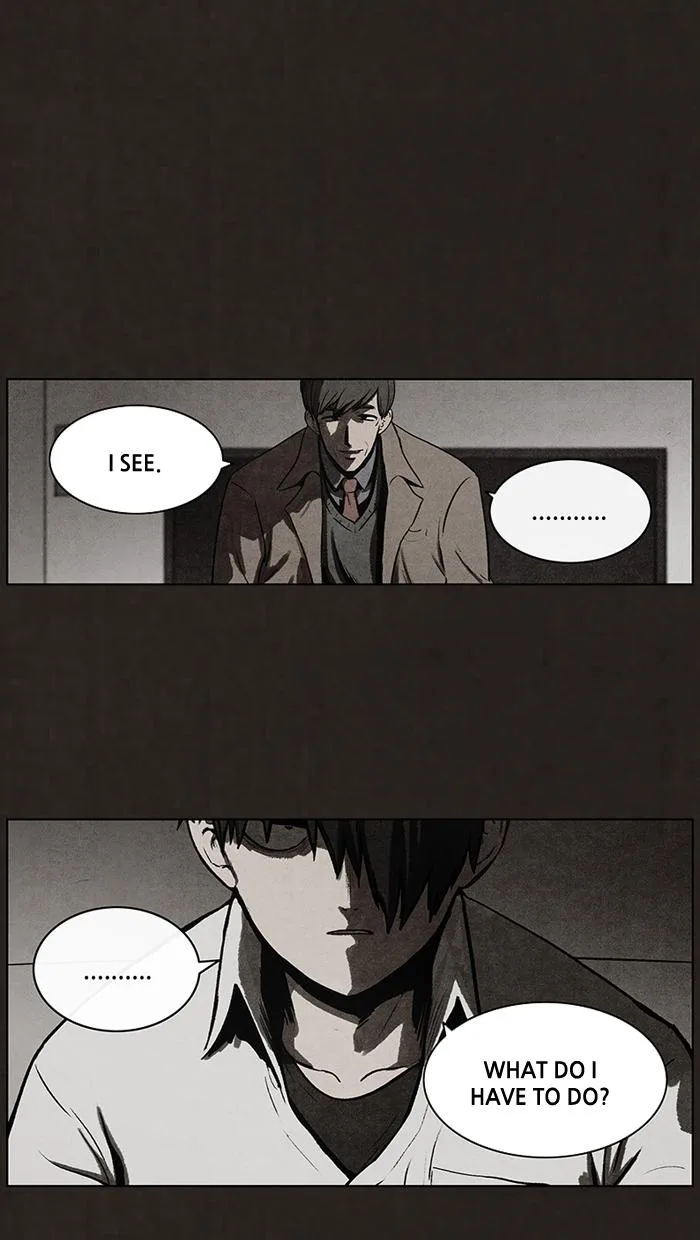 I SEE.
...........
..........
WHAT DO I
HAVE TO DO?